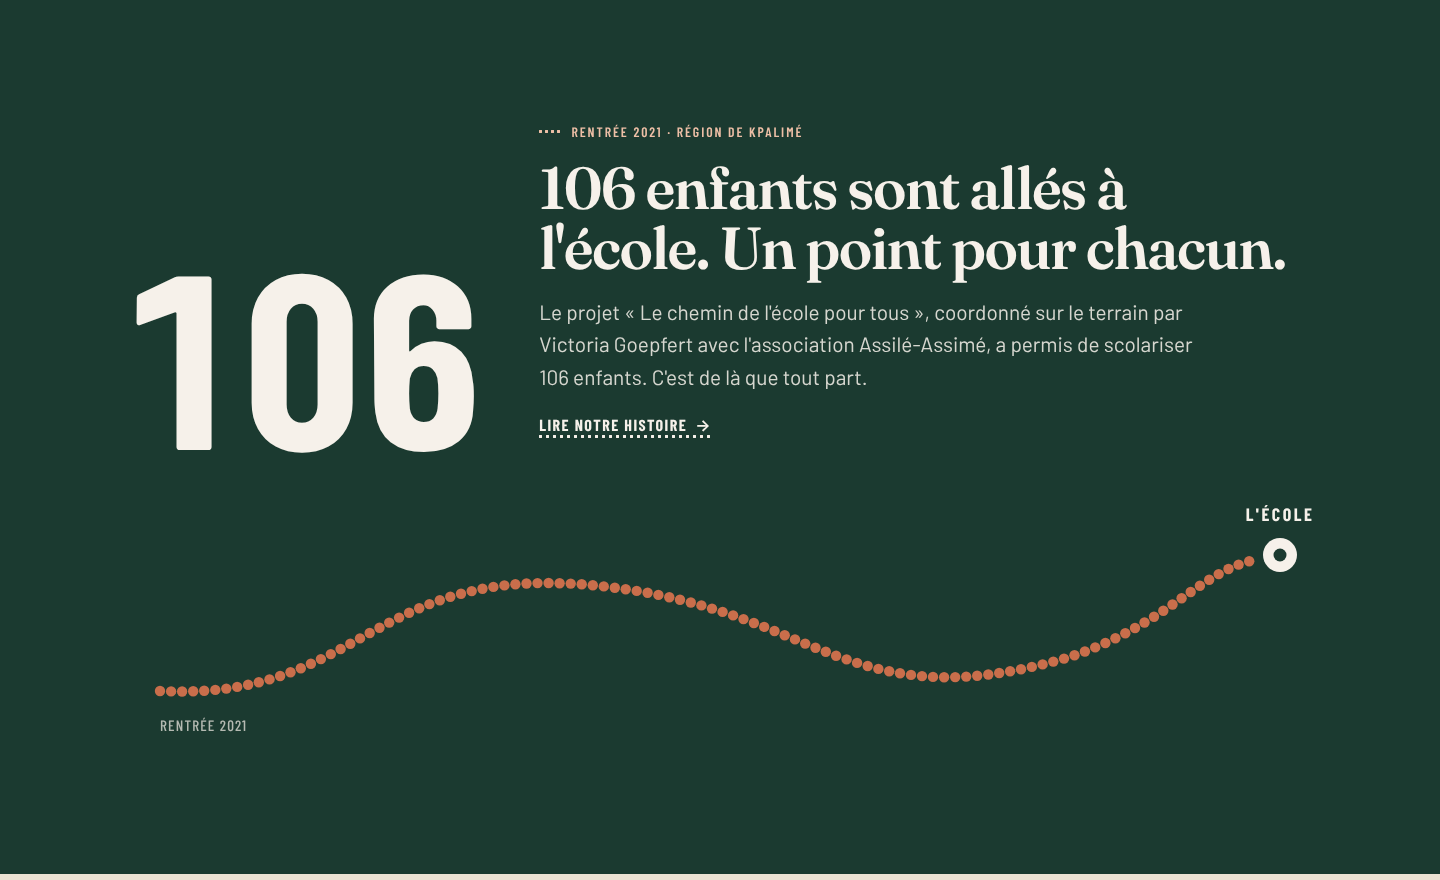 RENTRÉE 2021 · RÉGION DE KPALIMÉ
106 enfants sont allés à
l'école. Un point pour chacun.
106
Le projet « Le chemin de l'école pour tous », coordonné sur le terrain par
Victoria Goepfert avec l'association Assilé-Assimé, a permis de scolariser
106 enfants. C'est de là que tout part.
LIRE NOTRE HISTOIRE →
L'ÉCOLE
RENTRÉE 2021